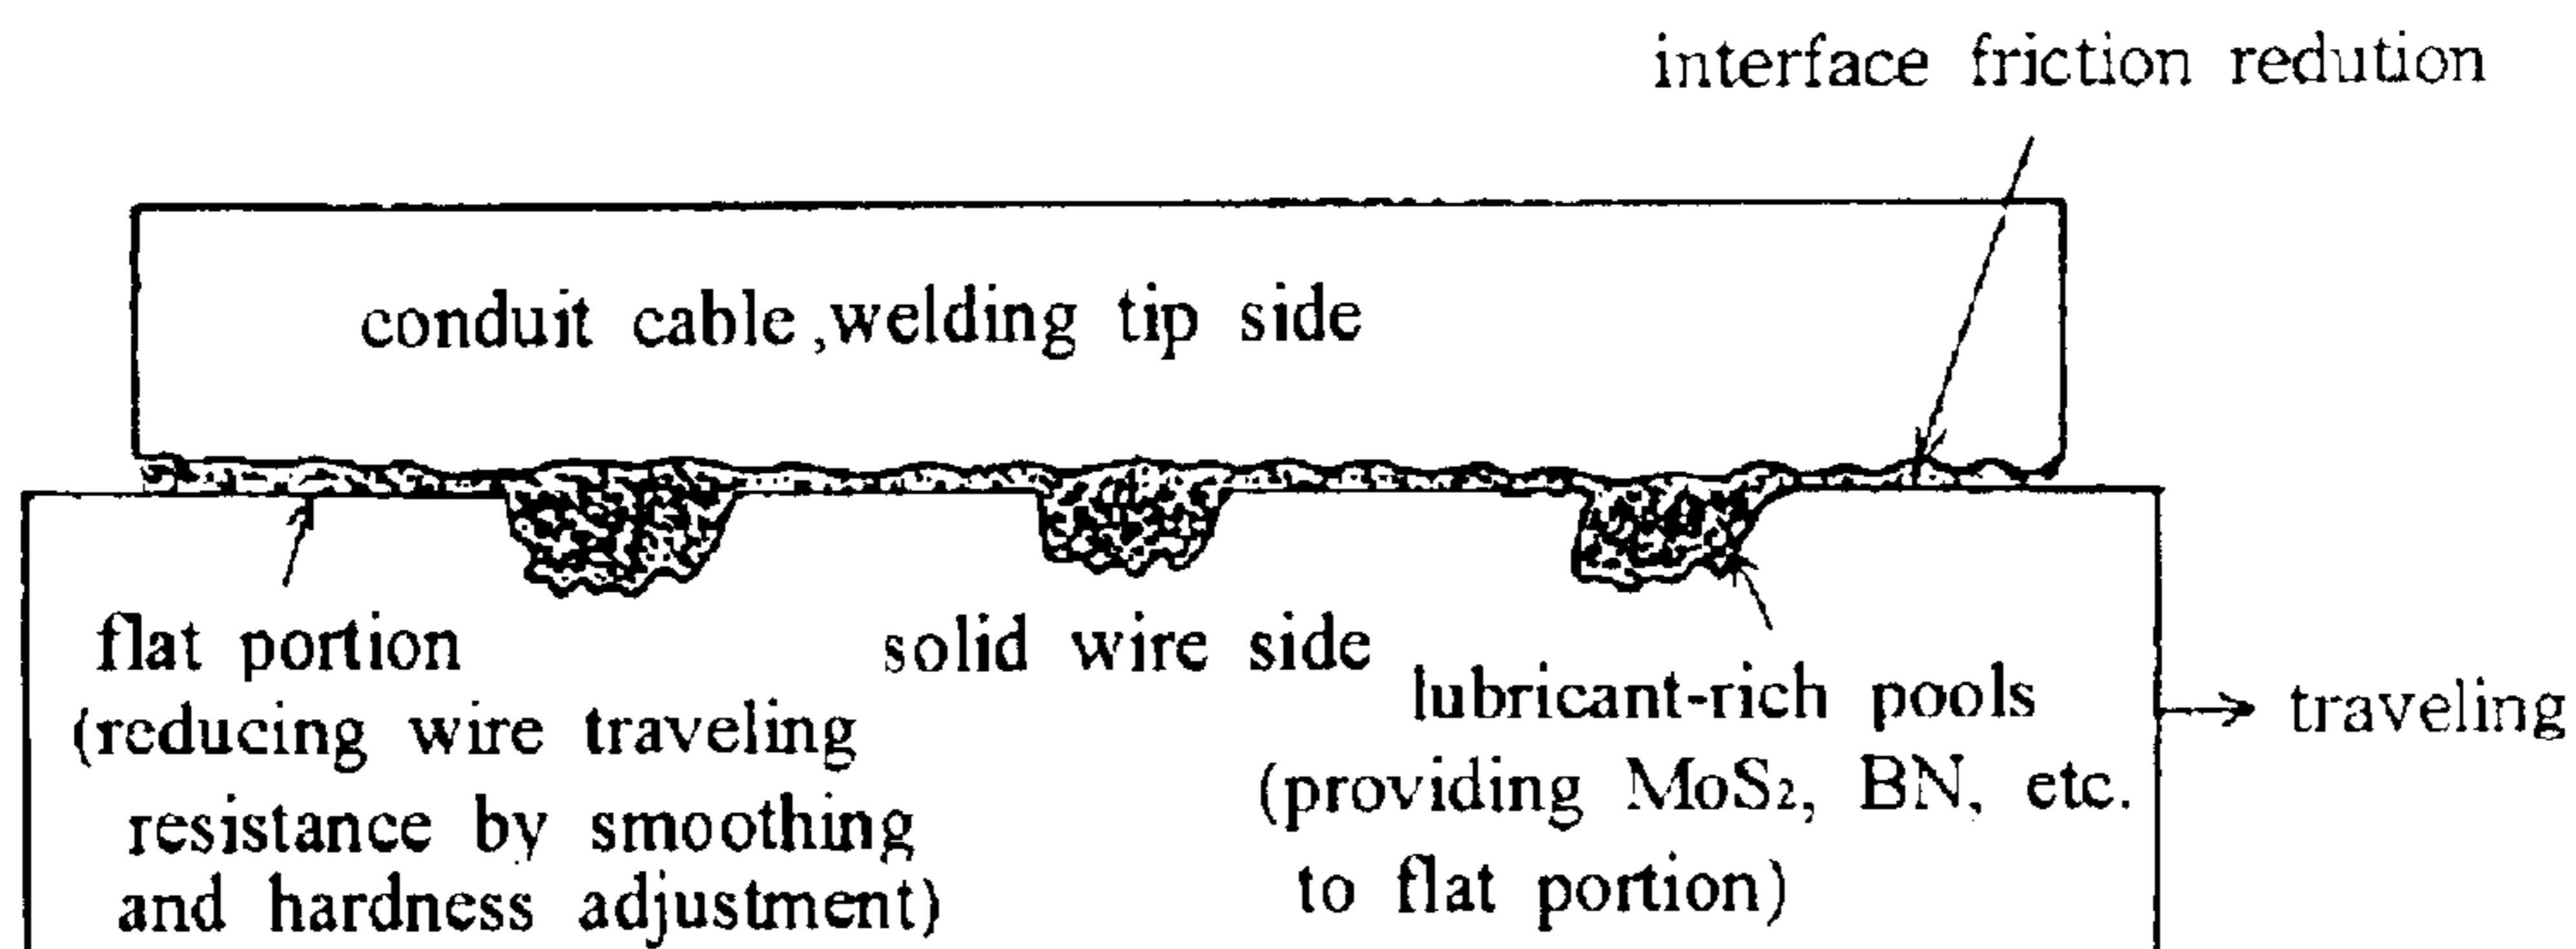 interface friction redution
conduit cable ,welding tip side
flat portion
(reducing wire traveling
resistance by smoothing
and hardness adjustment)
solid wire side
lubricant-rich pools
(providing MoS₂, BN, etc.
to flat portion)
traveling